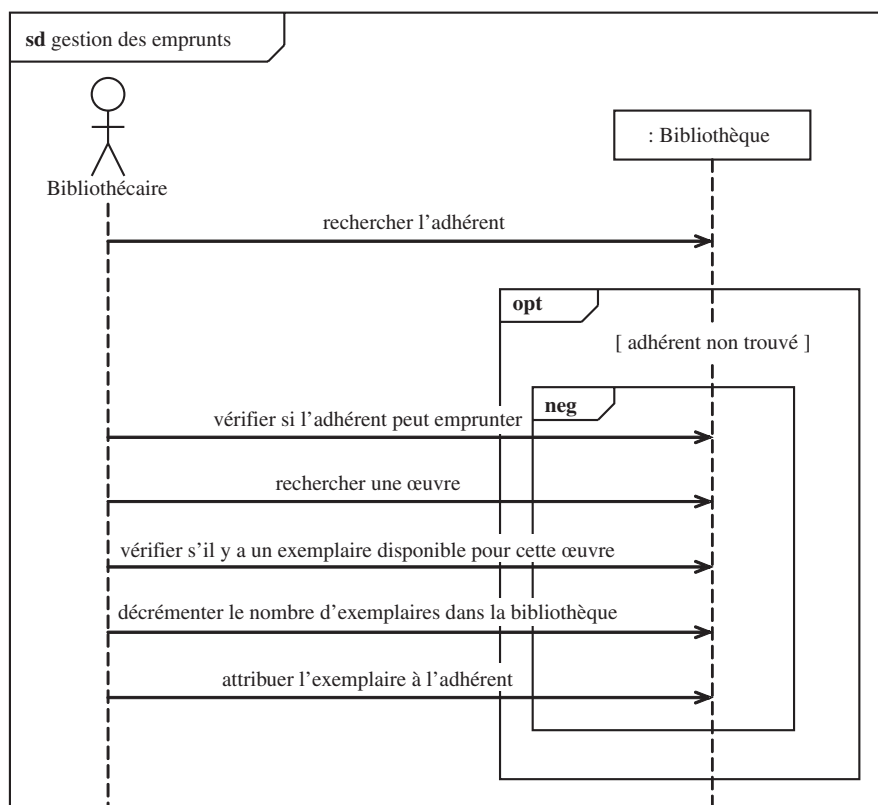 sd gestion des emprunts
: Bibliothèque
Bibliothécaire
rechercher l’adhérent
opt
[ adhérent non trouvé ]
neg
vérifier si l’adhérent peut emprunter
rechercher une œuvre
vérifier s’il y a un exemplaire disponible pour cette œuvre
décrémenter le nombre d’exemplaires dans la bibliothèque
attribuer l’exemplaire à l’adhérent